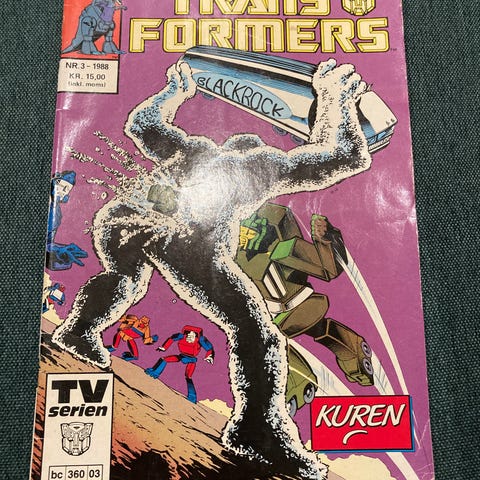 TRANS
FORMERS
NR. 3 - 1988
KR. 15,00
(inkl. moms)
BLACKROCK
TV
serien
KUREN
bc 360 03